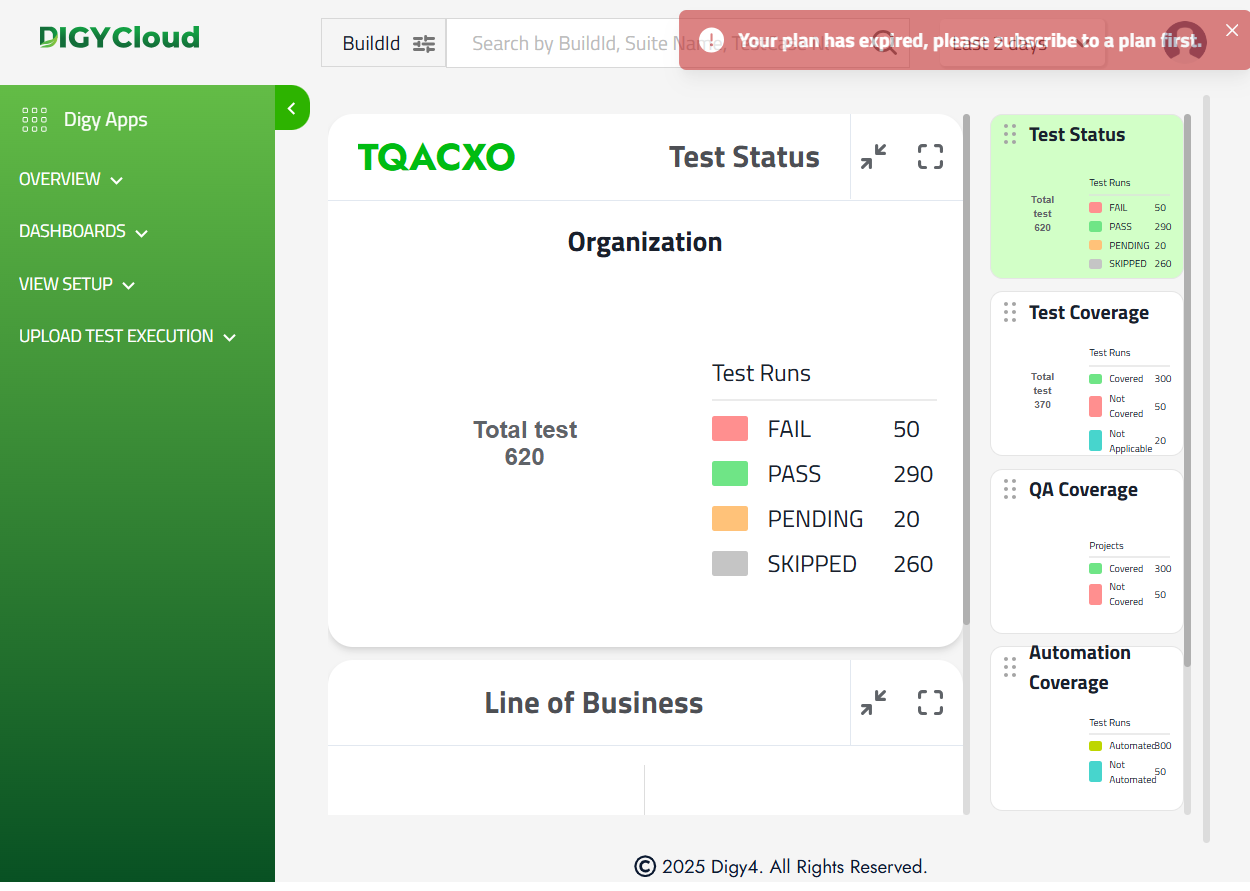 DIGYCloud
BuildId
Search by BuildId, Suite Name, Test
Last 2 days
Your plan has expired, please subscribe to a plan first.
Digy Apps
OVERVIEW
DASHBOARDS
VIEW SETUP
UPLOAD TEST EXECUTION
TQACXO
Test Status
Organization
Total test
620
Test Runs
FAIL 50
PASS 290
PENDING 20
SKIPPED 260
Line of Business
Test Status
Total
test
620
Test Runs
FAIL 50
PASS 290
PENDING 20
SKIPPED 260
Test Coverage
Total
test
370
Test Runs
Covered 300
Not
Covered 50
Not
Applicable 20
QA Coverage
Projects
Covered 300
Not
Covered 50
Automation
Coverage
Test Runs
Automated 300
Not
Automated 50
© 2025 Digy4. All Rights Reserved.